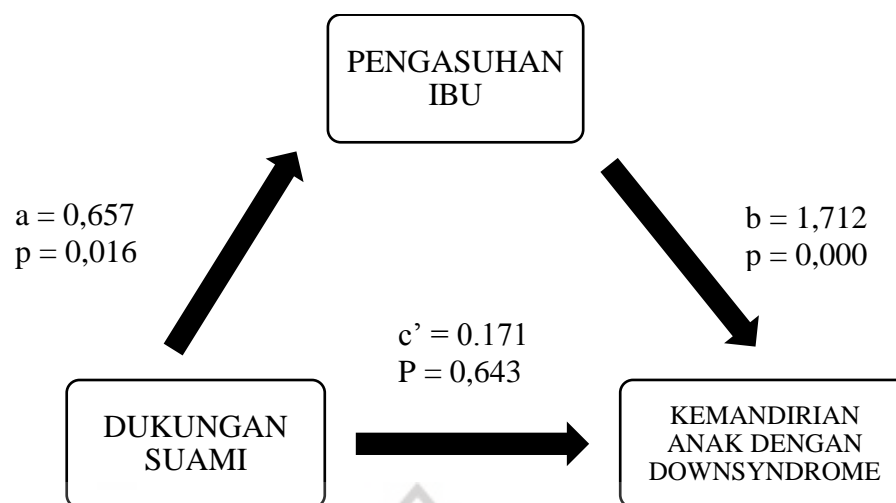 PENGASUHAN
IBU
a = 0,657
p = 0,016
b = 1,712
p = 0,000
c’ = 0.171
P = 0,643
DUKUNGAN
SUAMI
KEMANDIRIAN
ANAK DENGAN
DOWNSYNDROME